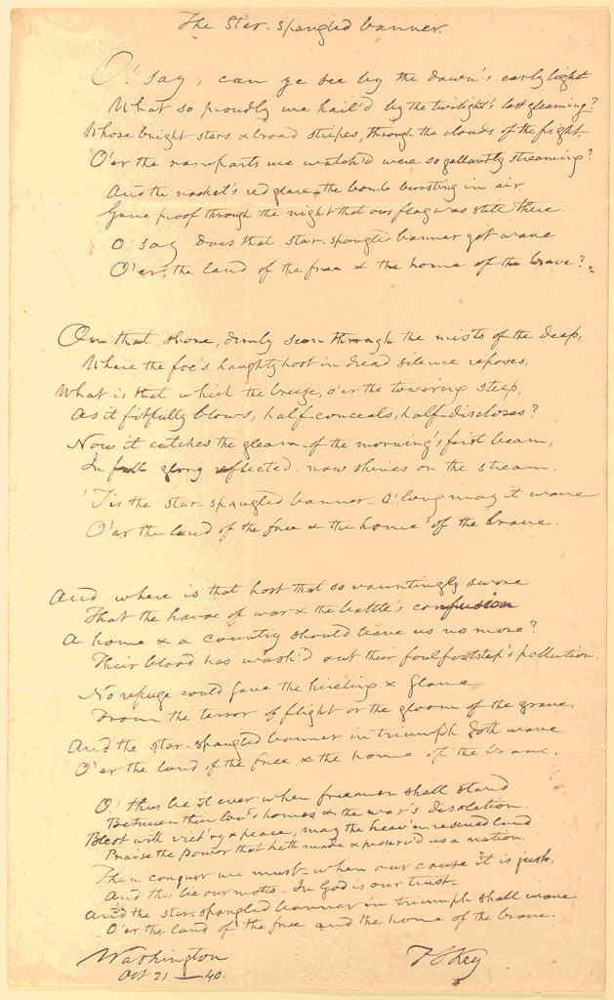 The Star-spangled banner.
O! say, can ye see by the dawn's early light
What so proudly we hail'd by the twilight's last gleaming?
Whose bright stars & broad stripes, through the clouds of the fight,
O'er the ramparts we watch'd were so gallantly streaming?
And the rocket's red glare - the bomb bursting in air
Gave proof through the night that our flag was still there.
O! say does that star-spangled banner yet wave
O'er the land of the free & the home of the brave?
On that shore, dimly seen through the mists of the deep,
Where the foe's haughty host in dread silence reposes,
What is that which the breeze, o'er the towering steep,
As it fitfully blows, half-conceals, half-discloses?
Now it catches the gleam of the morning's first beam,
In full glory reflected, now shines on the stream.
'Tis the star-spangled banner - O! long may it wave
O'er the land of the free & the home of the brave.
And where is that host that so vauntingly swore
That the havoc of war & the battle's confusion
A home & a country should leave us no more?
Their blood has wash'd out their foul footstep's pollution.
No refuge could save the hireling & slave
From the terror of flight or the gloom of the grave.
And the star-spangled banner in triumph doth wave
O'er the land of the free & the home of the brave.
O! thus be it ever when freemen shall stand
Between their lov'd homes & the war's desolation.
Blest with vict'ry & peace, may the heav'n rescued land
Praise the power that hath made & preserv'd us a nation.
Then conquer we must - when our cause it is just,
And this be our motto - In God is our trust -
And the star-spangled banner in triumph shall wave
O'er the land of the free and the home of the brave.
Washington
Oct 21 - 40.
F S Key